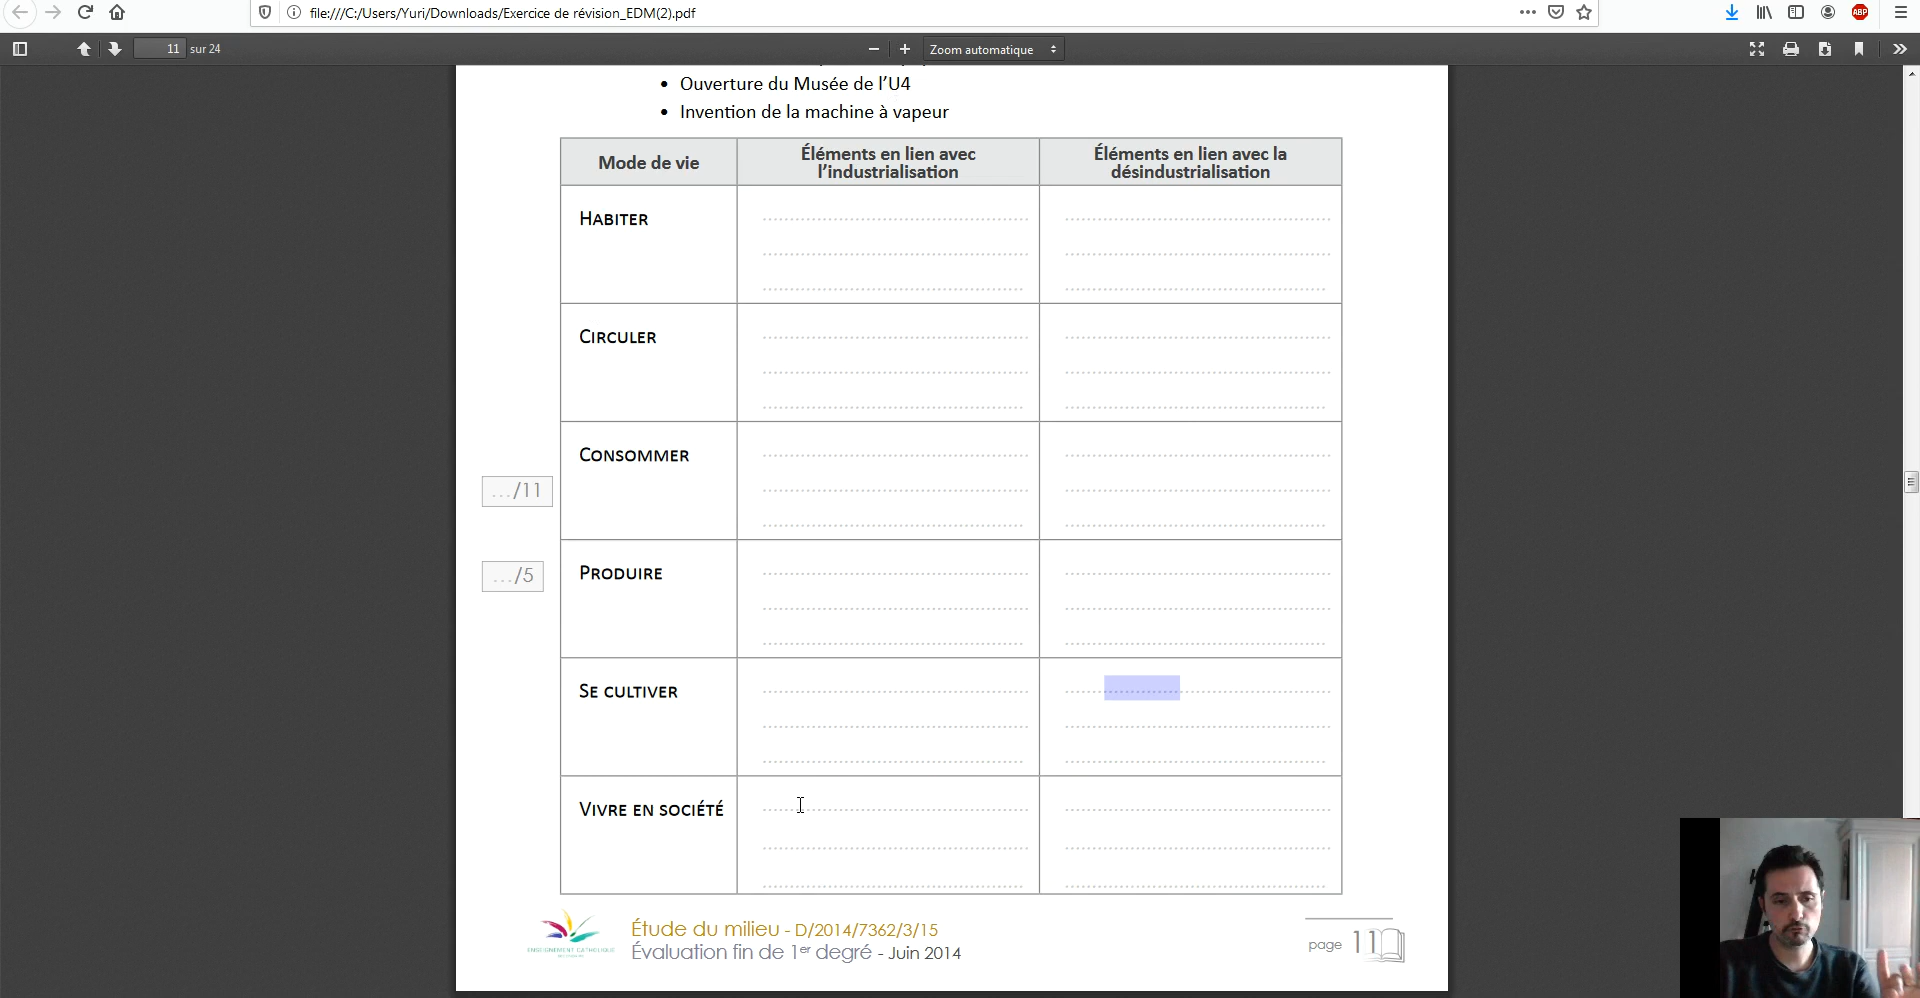 file:///C:/Users/Yuri/Downloads/Exercice de révision_EDM(2).pdf
ABP
11 sur 24
Zoom automatique
• Ouverture du Musée de l’U4
• Invention de la machine à vapeur
Mode de vie
Éléments en lien avec
l’industrialisation
Éléments en lien avec la
désindustrialisation
HABITER
CIRCULER
CONSOMMER
.../11
PRODUIRE
.../5
SE CULTIVER
VIVRE EN SOCIÉTÉ
ENSEIGNEMENT CATHOLIQUE
Étude du milieu - D/2014/7362/3/15
Évaluation fin de 1er degré - Juin 2014
page 11